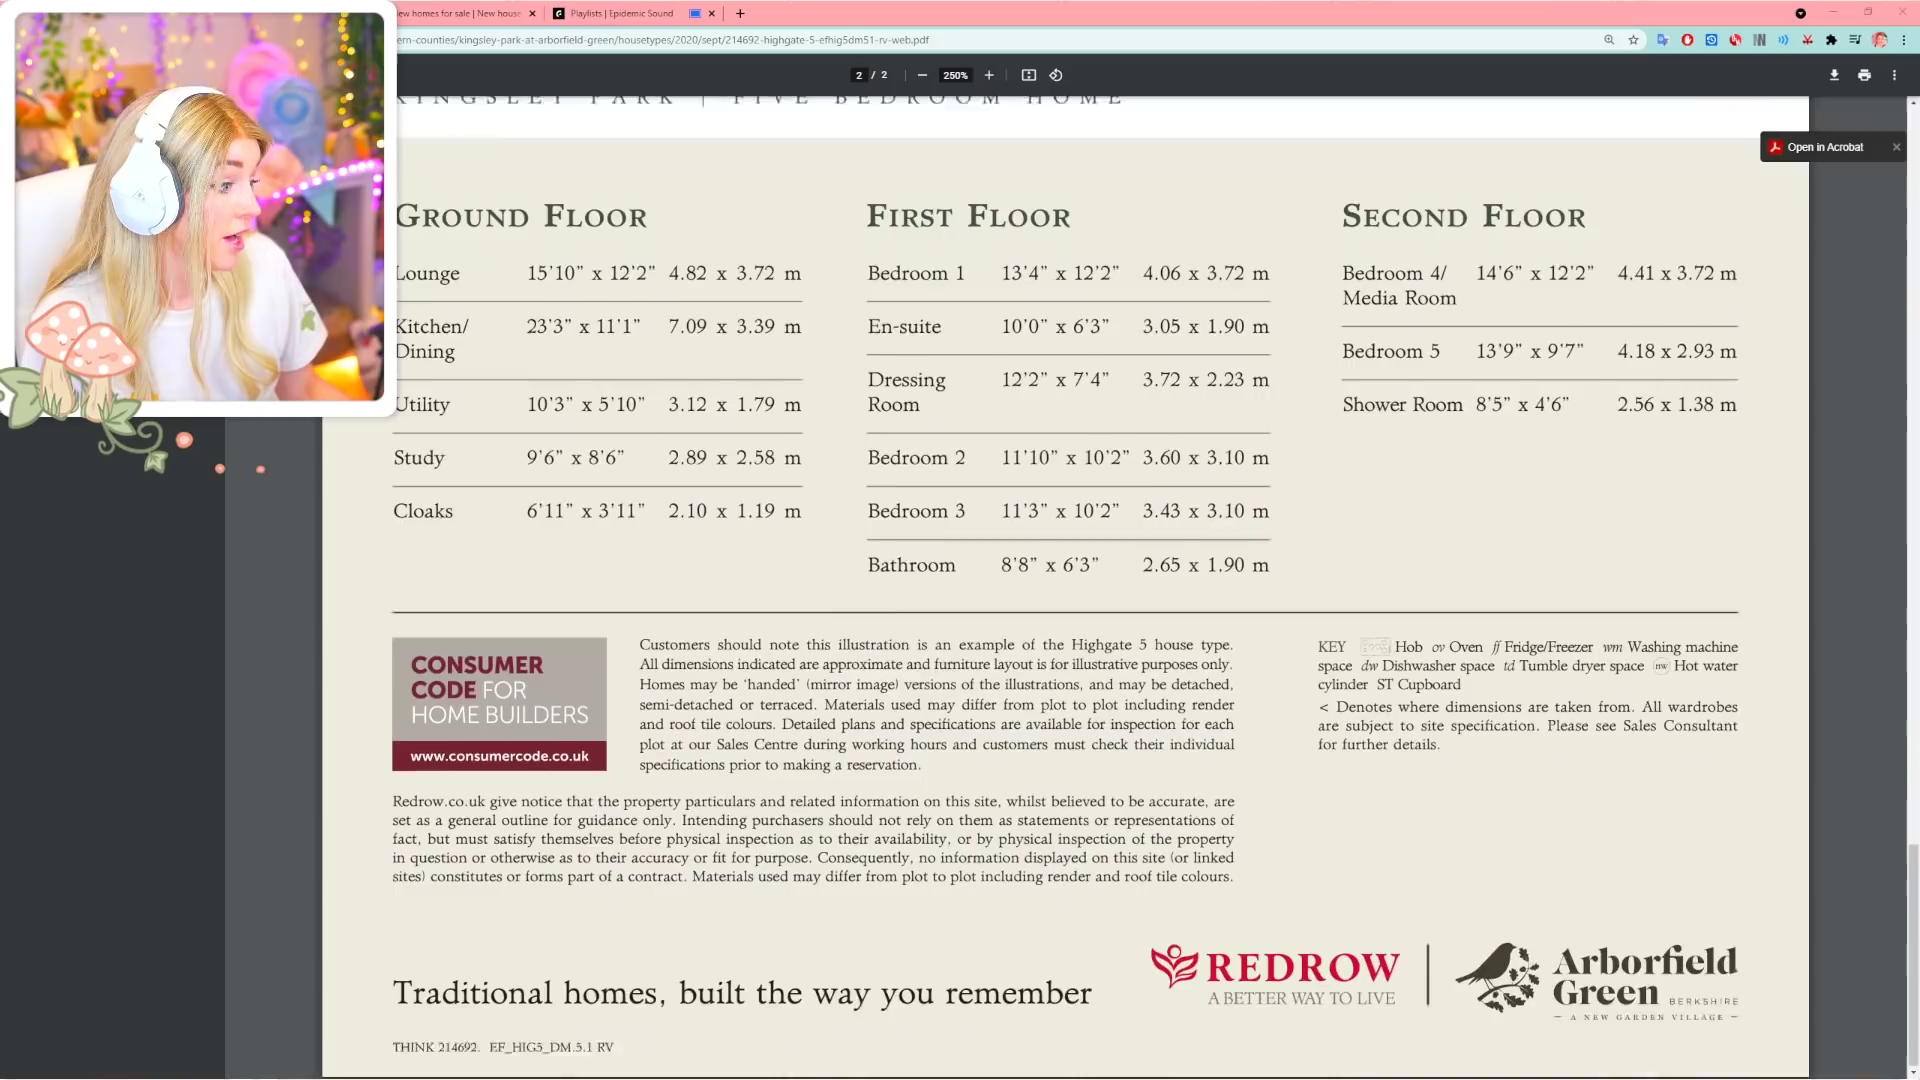 ew homes for sale | New house
Playlists | Epidemic Sound
ern-counties/kingsley-park-at-arborfield-green/housetypes/2020/sept/214692-highgate-5-efhig5dm51-rv-web.pdf
2 / 2
250%
KINGSLEY PARK | FIVE BEDROOM HOME
Open in Acrobat
GROUND FLOOR
Lounge 15'10" x 12'2" 4.82 x 3.72 m
Kitchen/ 23'3" x 11'1" 7.09 x 3.39 m
Dining
Utility 10'3" x 5'10" 3.12 x 1.79 m
Study 9'6" x 8'6" 2.89 x 2.58 m
Cloaks 6'11" x 3'11" 2.10 x 1.19 m
FIRST FLOOR
Bedroom 1 13'4" x 12'2" 4.06 x 3.72 m
En-suite 10'0" x 6'3" 3.05 x 1.90 m
Dressing 12'2" x 7'4" 3.72 x 2.23 m
Room
Bedroom 2 11'10" x 10'2" 3.60 x 3.10 m
Bedroom 3 11'3" x 10'2" 3.43 x 3.10 m
Bathroom 8'8" x 6'3" 2.65 x 1.90 m
SECOND FLOOR
Bedroom 4/ 14'6" x 12'2" 4.41 x 3.72 m
Media Room
Bedroom 5 13'9" x 9'7" 4.18 x 2.93 m
Shower Room 8'5" x 4'6" 2.56 x 1.38 m
CONSUMER
CODE FOR
HOME BUILDERS
www.consumercode.co.uk
Customers should note this illustration is an example of the Highgate 5 house type.
All dimensions indicated are approximate and furniture layout is for illustrative purposes only.
Homes may be 'handed' (mirror image) versions of the illustrations, and may be detached,
semi-detached or terraced. Materials used may differ from plot to plot including render
and roof tile colours. Detailed plans and specifications are available for inspection for each
plot at our Sales Centre during working hours and customers must check their individual
specifications prior to making a reservation.
KEY Hob ov Oven ff Fridge/Freezer wm Washing machine
space dw Dishwasher space td Tumble dryer space HW Hot water
cylinder ST Cupboard
< Denotes where dimensions are taken from. All wardrobes
are subject to site specification. Please see Sales Consultant
for further details.
Redrow.co.uk give notice that the property particulars and related information on this site, whilst believed to be accurate, are
set as a general outline for guidance only. Intending purchasers should not rely on them as statements or representations of
fact, but must satisfy themselves before physical inspection as to their availability, or by physical inspection of the property
in question or otherwise as to their accuracy or fit for purpose. Consequently, no information displayed on this site (or linked
sites) constitutes or forms part of a contract. Materials used may differ from plot to plot including render and roof tile colours.
Traditional homes, built the way you remember
REDROW
A BETTER WAY TO LIVE
Arborfield
Green BERKSHIRE
– A NEW GARDEN VILLAGE –
THINK 214692. EF_HIG5_DM.5.1 RV